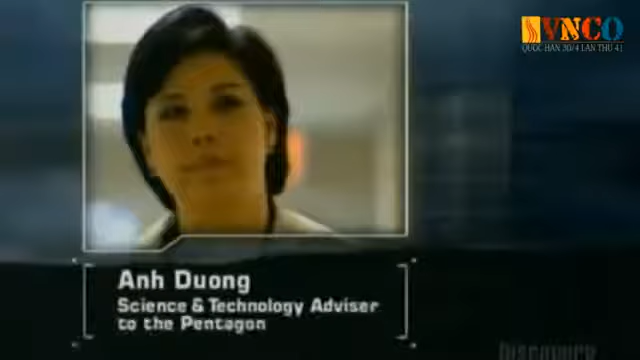 VNCO
QUỐC HẬN 30/4 LẦN THỨ 41
Anh Duong
Science & Technology Adviser
to the Pentagon
Discovery